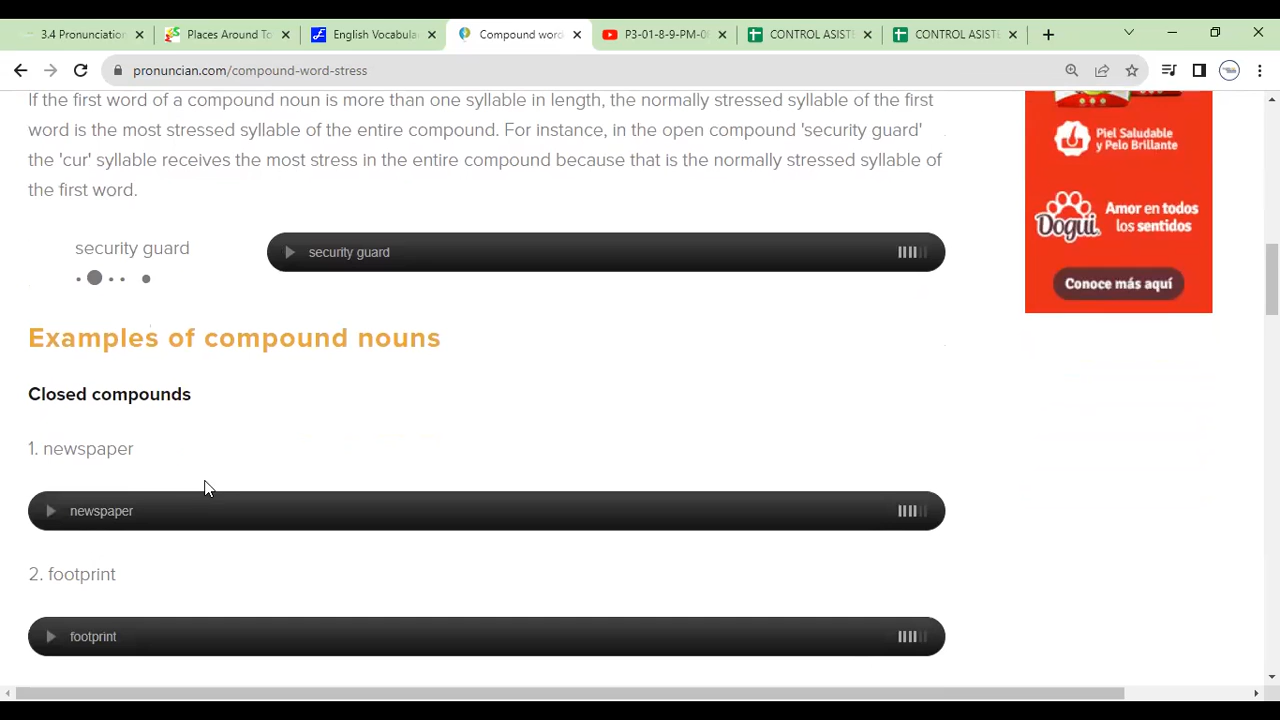 3.4 Pronunciation
Places Around To
English Vocabula
Compound word
P3-01-8-9-PM-0
CONTROL ASIST
CONTROL ASIST
pronuncian.com/compound-word-stress
If the first word of a compound noun is more than one syllable in length, the normally stressed syllable of the first
word is the most stressed syllable of the entire compound. For instance, in the open compound 'security guard'
the 'cur' syllable receives the most stress in the entire compound because that is the normally stressed syllable of
the first word.
security guard
security guard
Examples of compound nouns
Closed compounds
1. newspaper
newspaper
2. footprint
footprint
Piel Saludable
y Pelo Brillante
Dogui
Amor en todos
los sentidos
Conoce más aquí